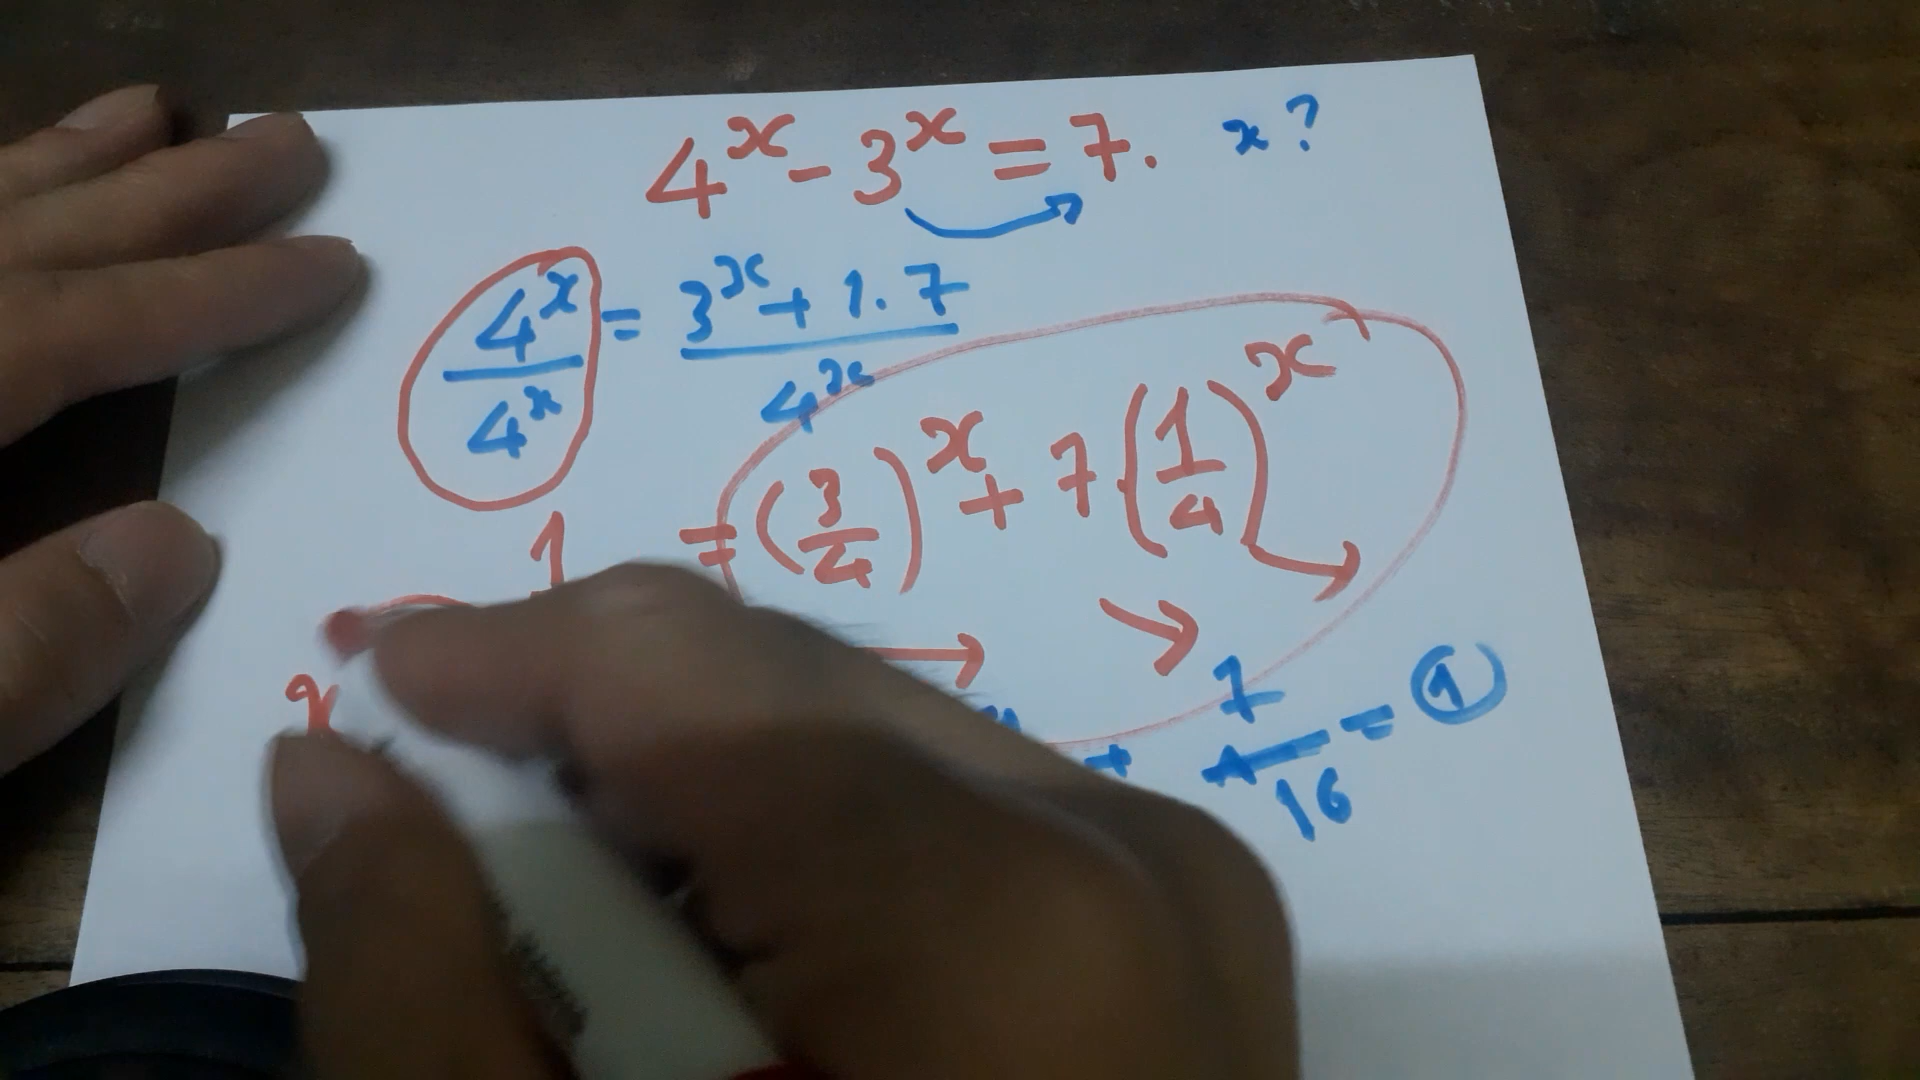 4^x - 3^x = 7. x ?
4^x / 4^x = (3^x + 1.7) / 4^x
1 = (3/4)^x + 7(1/4)^x
+ 7/16 = 1